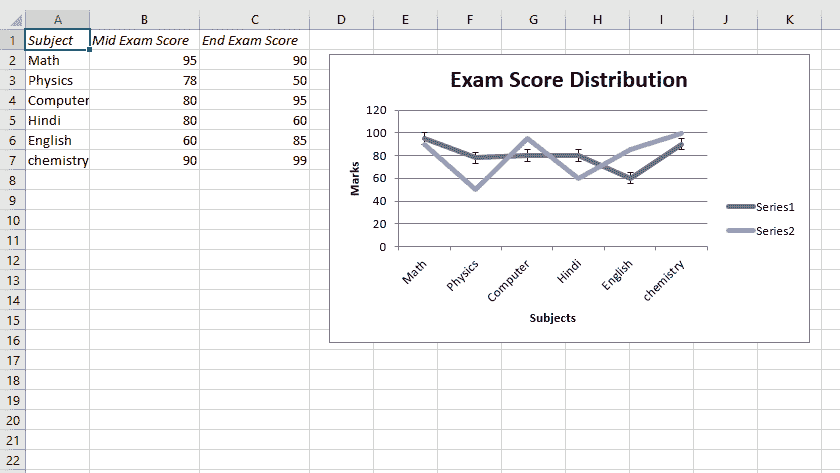 A B C D E F G H I J K
1 Subject Mid Exam Score End Exam Score
2 Math 95 90
3 Physics 78 50
4 Computer 80 95
5 Hindi 80 60
6 English 60 85
7 chemistry 90 99
8
9
10
11
12
13
14
15
16
17
18
19
20
21
22
Exam Score Distribution
120
100
80
60
40
20
0
Marks
Math Physics Computer Hindi English chemistry
Subjects
Series1
Series2